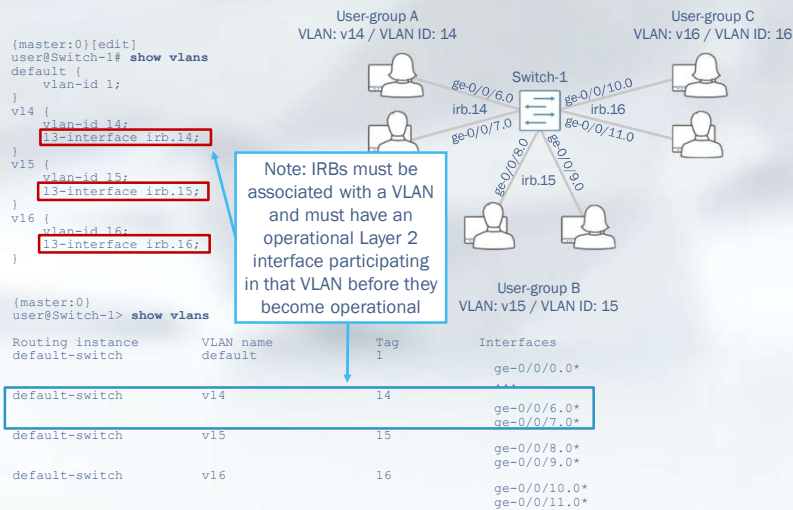 User-group A
VLAN: v14 / VLAN ID: 14
User-group C
VLAN: v16 / VLAN ID: 16
{master:0}[edit]
user@Switch-1# show vlans
default {
    vlan-id 1;
}
v14 {
    vlan-id 14;
    l3-interface irb.14;
}
v15 {
    vlan-id 15;
    l3-interface irb.15;
}
v16 {
    vlan-id 16;
    l3-interface irb.16;
}
Switch-1
ge-0/0/6.0
ge-0/0/10.0
irb.14
irb.16
ge-0/0/7.0
ge-0/0/11.0
ge-0/0/8.0
ge-0/0/9.0
irb.15
Note: IRBs must be
associated with a VLAN
and must have an
operational Layer 2
interface participating
in that VLAN before they
become operational
User-group B
VLAN: v15 / VLAN ID: 15
{master:0}
user@Switch-1> show vlans
Routing instance VLAN name Tag Interfaces
default-switch default 1
ge-0/0/0.0*
...
default-switch v14 14
ge-0/0/6.0*
ge-0/0/7.0*
default-switch v15 15
ge-0/0/8.0*
ge-0/0/9.0*
default-switch v16 16
ge-0/0/10.0*
ge-0/0/11.0*